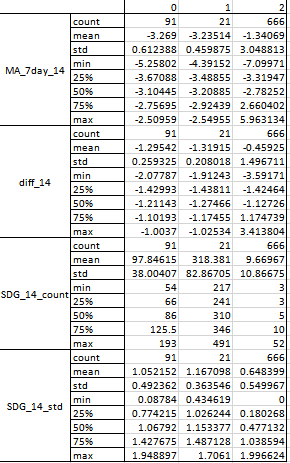 0 1 2
MA_7day_14
count 91 21 666
mean -3.269 -3.23514 -1.34069
std 0.612388 0.459875 3.048813
min -5.25802 -4.39152 -7.09971
25% -3.67088 -3.48855 -3.31947
50% -3.10445 -3.20885 -2.78252
75% -2.75695 -2.92439 2.660402
max -2.50959 -2.54955 5.963134
diff_14
count 91 21 666
mean -1.29542 -1.31915 -0.45925
std 0.259325 0.208018 1.496711
min -2.07787 -1.91243 -3.59171
25% -1.42993 -1.43811 -1.42464
50% -1.21143 -1.27466 -1.12726
75% -1.10193 -1.17455 1.174739
max -1.0037 -1.02534 3.413804
SDG_14_count
count 91 21 666
mean 97.84615 318.381 9.66967
std 38.00407 82.86705 10.86675
min 54 217 3
25% 66 241 3
50% 86 310 5
75% 125.5 346 10
max 193 491 52
SDG_14_std
count 91 21 666
mean 1.052152 1.167098 0.648399
std 0.492362 0.363546 0.549967
min 0.08784 0.434619 0
25% 0.774215 1.026244 0.180268
50% 1.06792 1.153377 0.477132
75% 1.427675 1.487128 1.038594
max 1.948897 1.7061 1.996624